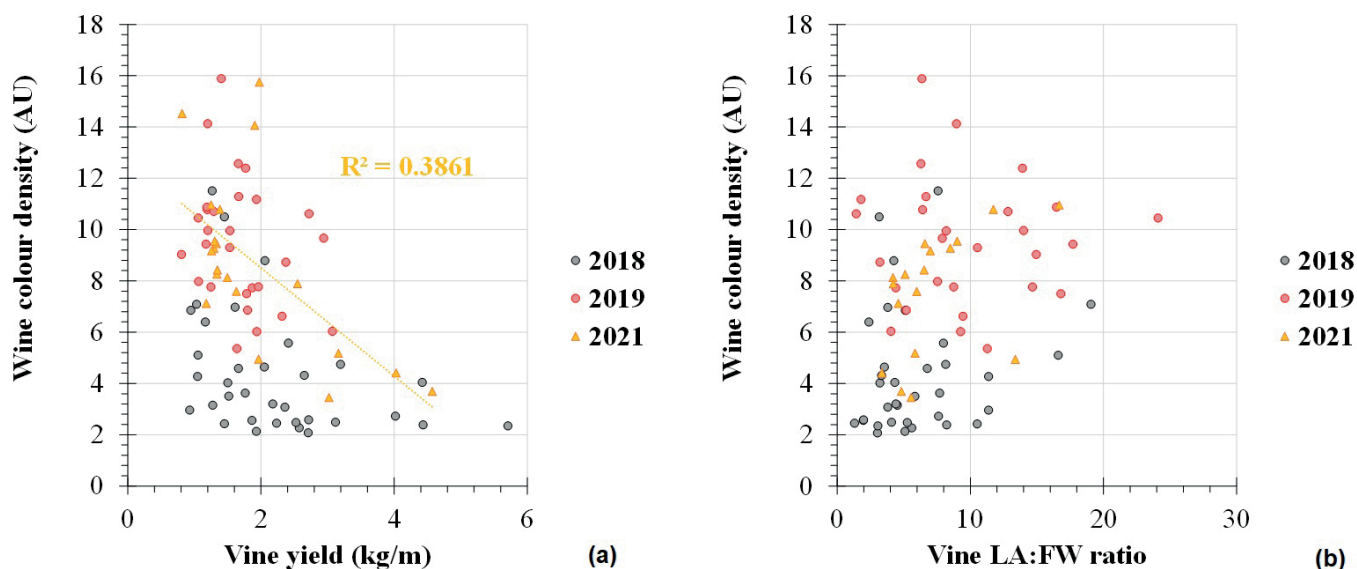 Wine colour density (AU)
18
16
14
12
10
8
6
4
2
0
R² = 0.3861
0 2 4 6
Vine yield (kg/m)
2018
2019
2021
(a)
Wine colour density (AU)
18
16
14
12
10
8
6
4
2
0
0 10 20 30
Vine LA:FW ratio
2018
2019
2021
(b)